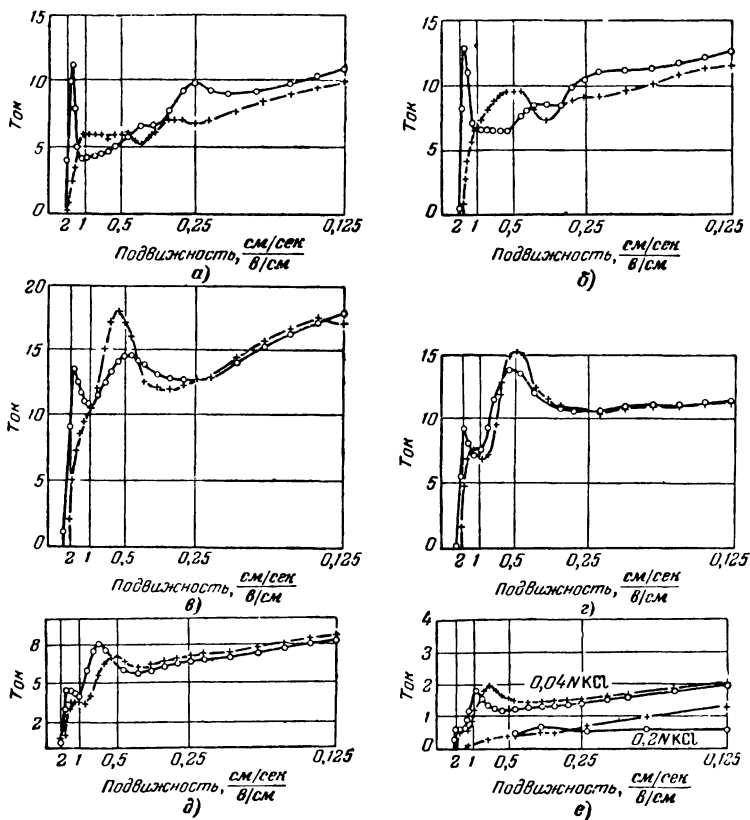 15
10
5
0
Ток
2 1 0,5 0,25 0,125
Подвижность, см/сек
в/см
а)
15
10
5
0
Ток
2 1 0,5 0,25 0,125
Подвижность, см/сек
в/см
б)
20
15
10
5
0
Ток
2 1 0,5 0,25 0,125
Подвижность, см/сек
в/см
в)
15
10
5
0
Ток
2 1 0,5 0,25 0,125
Подвижность, см/сек
в/см
г)
8
5
2
Ток
2 1 0,5 0,25 0,125
Подвижность, см/сек
в/см
д)
4
3
2
1
0
Ток
0,04NKCl
0,2NKCl
2 1 0,5 0,25 0,125
Подвижность, см/сек
в/см
е)